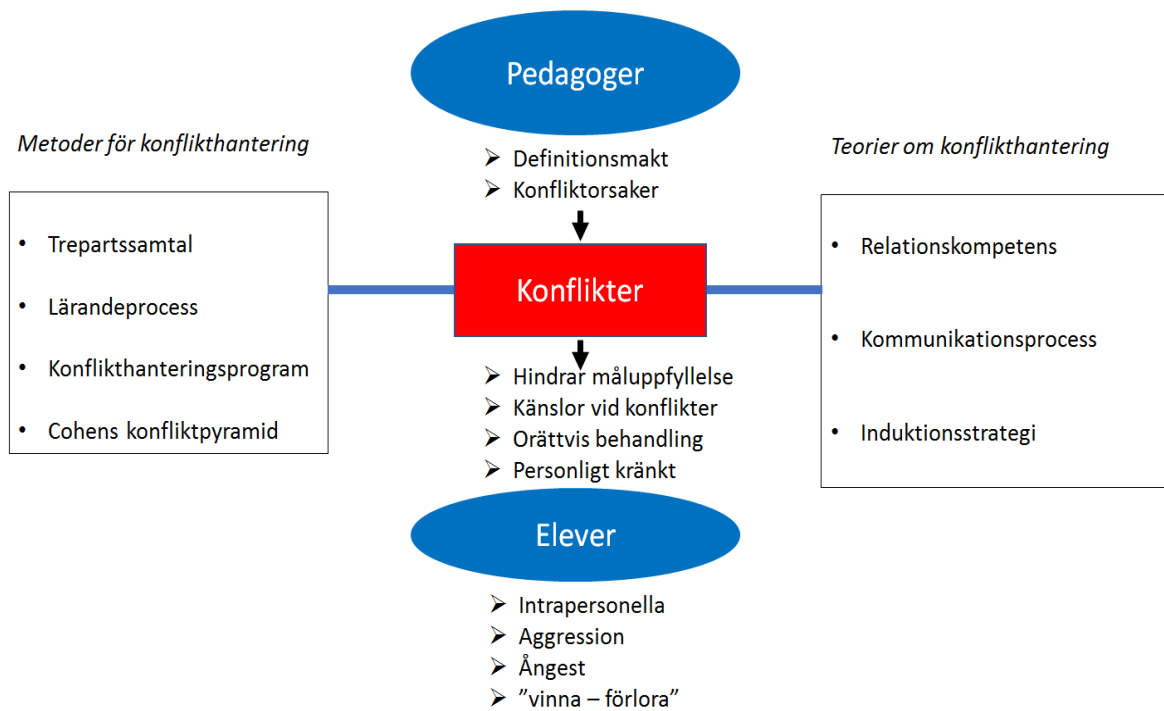 Pedagoger
Metoder för konflikthantering
Teorier om konflikthantering
➢ Definitionsmakt
➢ Konfliktorsaker
• Trepartssamtal
• Lärandeprocess
• Konflikthanteringsprogram
• Cohens konfliktpyramid
Konflikter
• Relationskompetens
• Kommunikationsprocess
• Induktionsstrategi
➢ Hindrar måluppfyllelse
➢ Känslor vid konflikter
➢ Orättvis behandling
➢ Personligt kränkt
Elever
➢ Intrapersonella
➢ Aggression
➢ Ångest
➢ ”vinna – förlora”